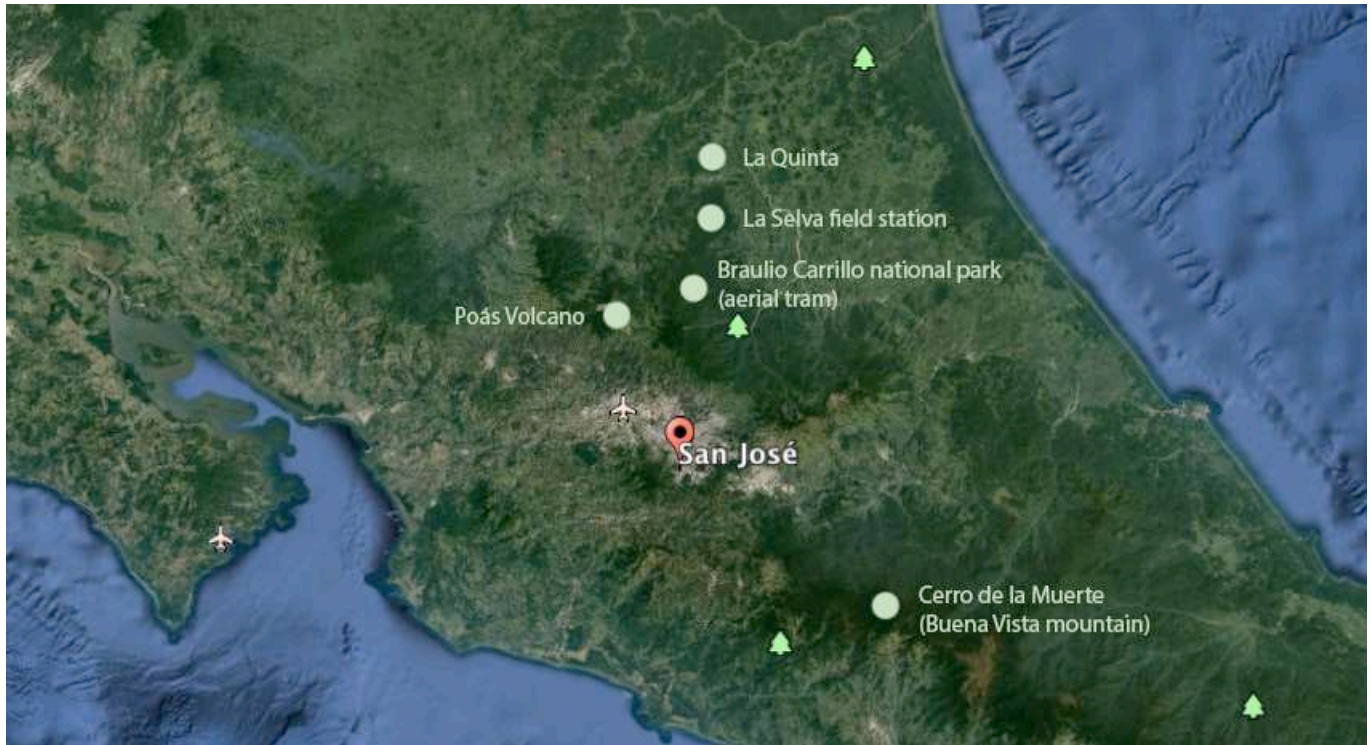 La Quinta
La Selva field station
Braulio Carrillo national park
(aerial tram)
Poás Volcano
San José
Cerro de la Muerte
(Buena Vista mountain)